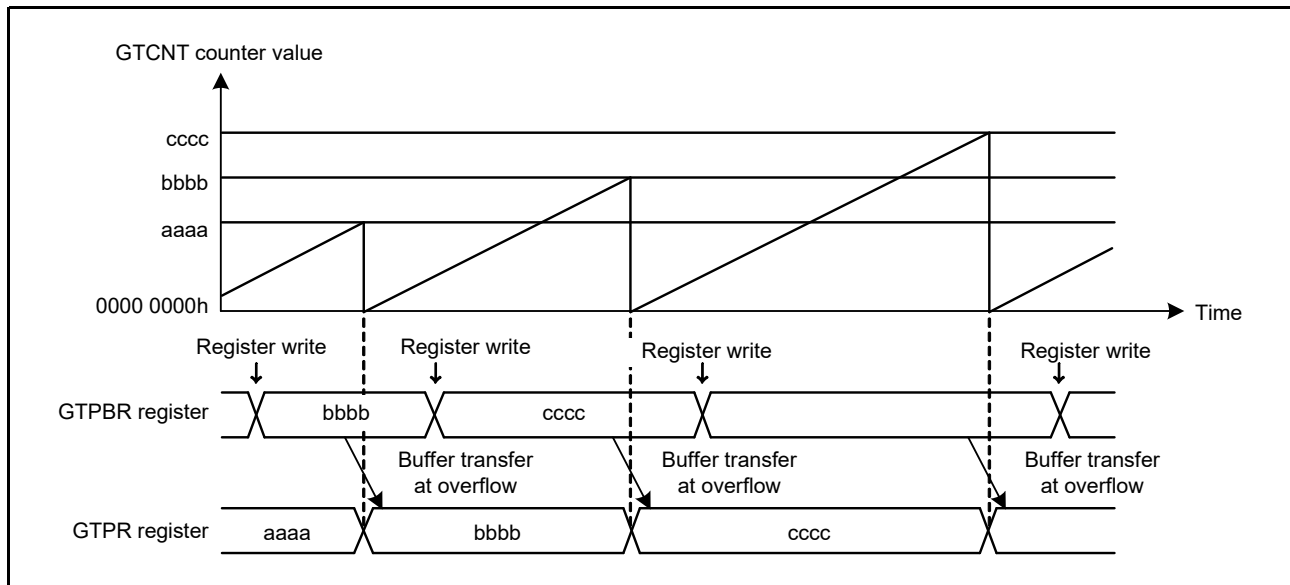 GTCNT counter value
cccc
bbbb
aaaa
0000 0000h
Time
Register write
Register write
Register write
Register write
GTPBR register
bbbb
cccc
Buffer transfer
at overflow
Buffer transfer
at overflow
Buffer transfer
at overflow
GTPR register
aaaa
bbbb
cccc